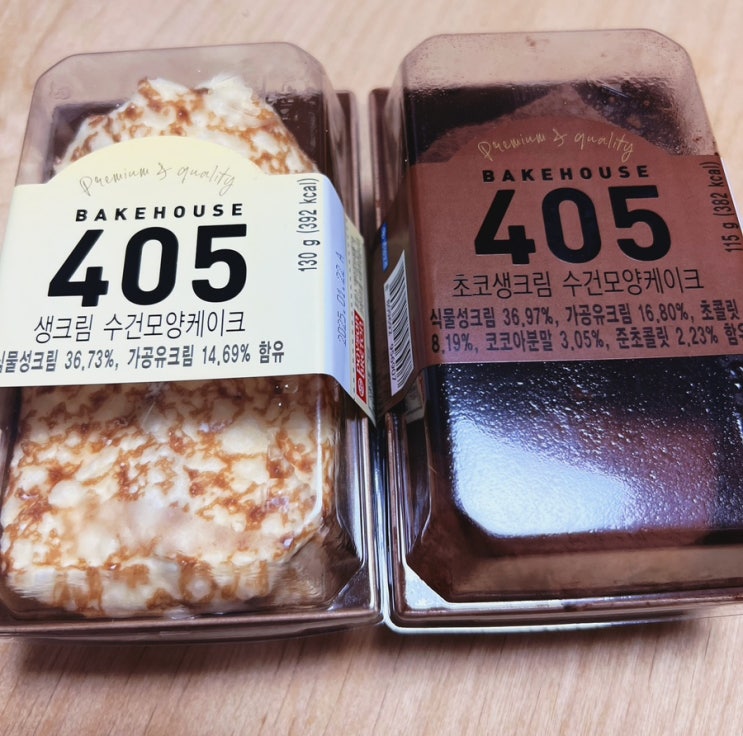 Premium & quality
BAKEHOUSE
405
생크림 수건모양케이크
식물성크림 36.73%, 가공유크림 14.69% 함유
130 g (392 kcal)
Premium & quality
BAKEHOUSE
405
초코생크림 수건모양케이크
식물성크림 36,97%, 가공유크림 16,80%, 초콜릿
8.19%, 코코아분말 3,05%, 준초콜릿 2,23% 함유
115 g (382 kcal)